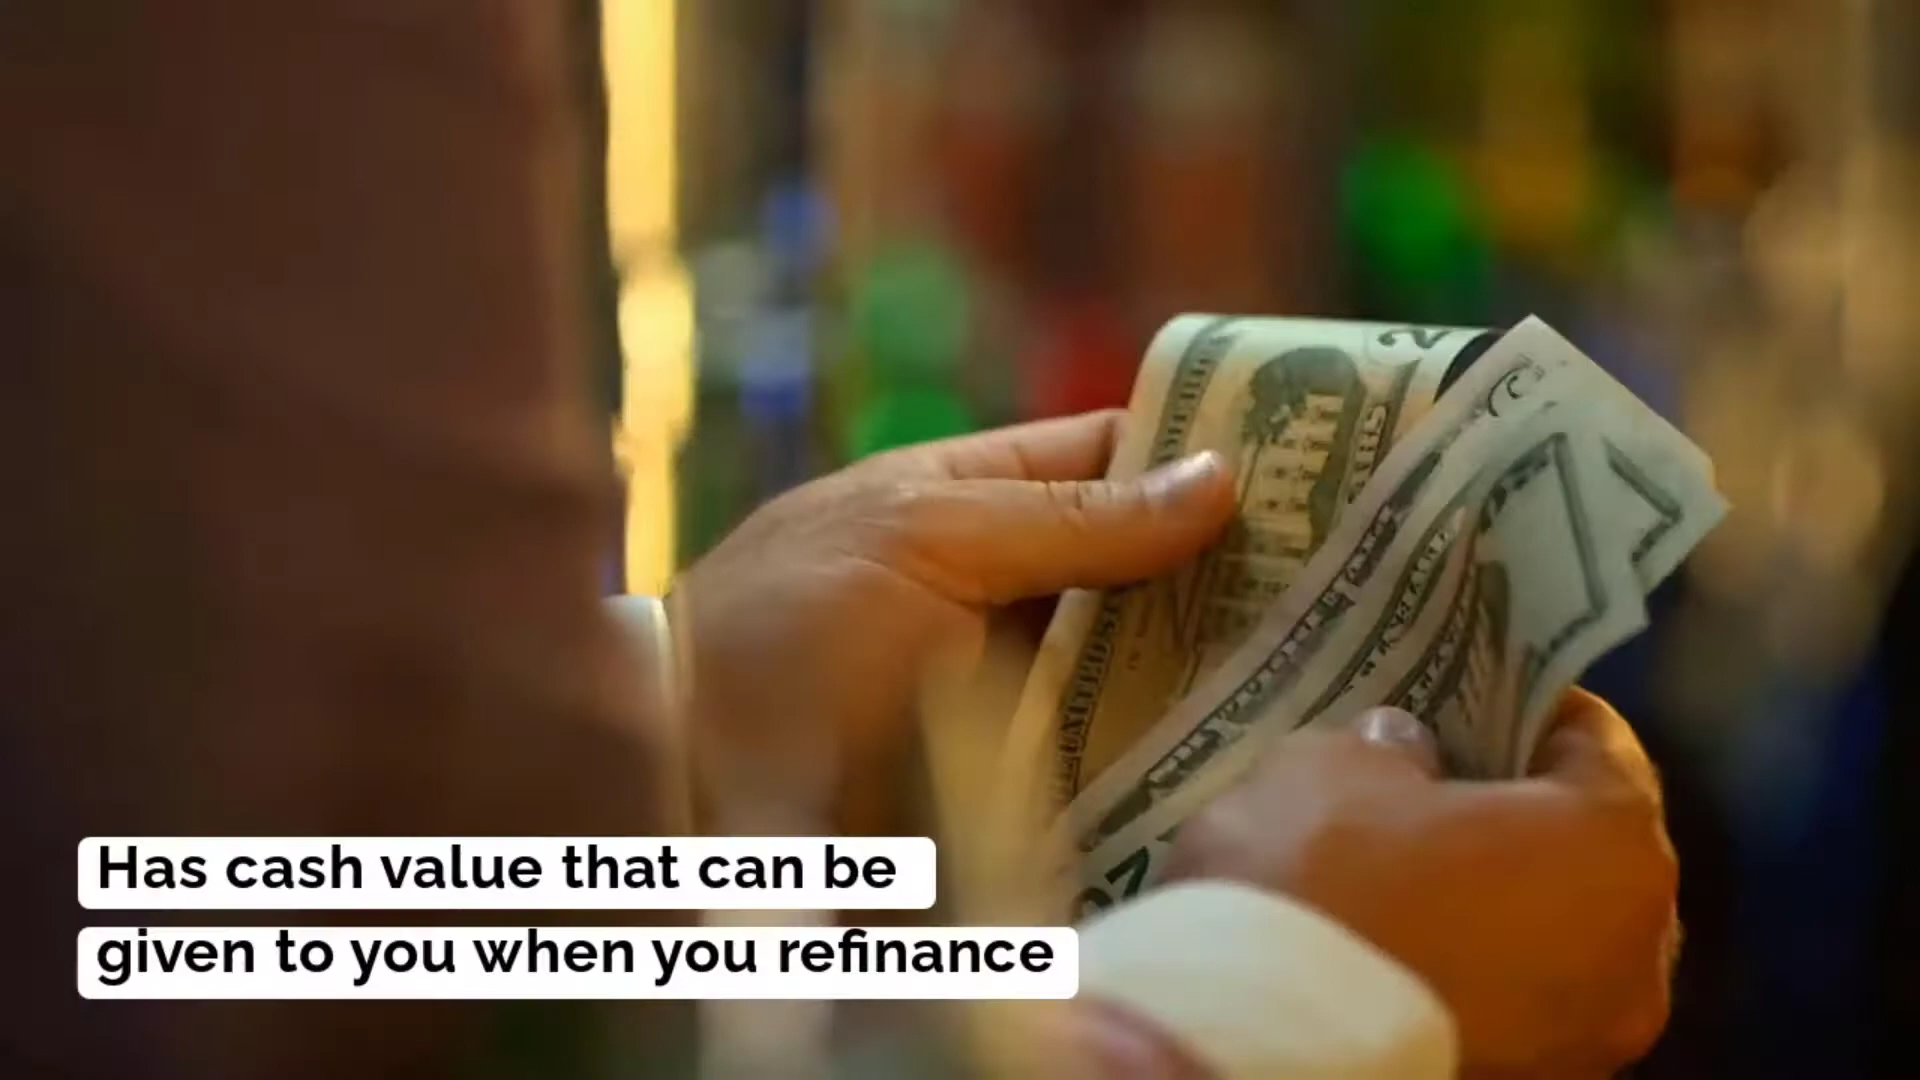 Has cash value that can be
given to you when you refinance